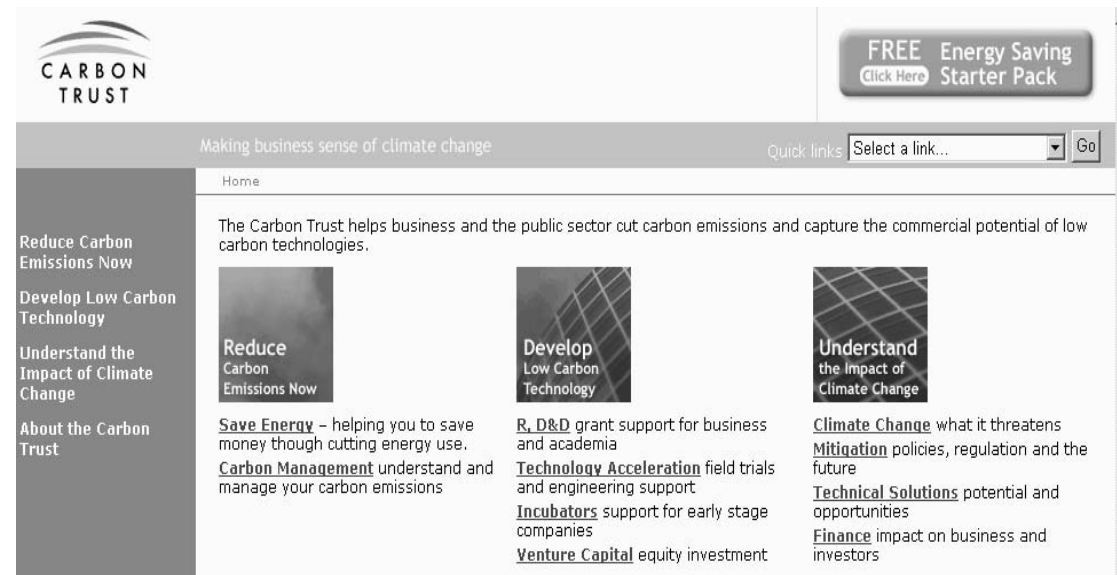 CARBON
TRUST
FREE Energy Saving
Click Here Starter Pack
Making business sense of climate change
Quick links Select a link... Go
Home
Reduce Carbon
Emissions Now
Develop Low Carbon
Technology
Understand the
Impact of Climate
Change
About the Carbon
Trust
The Carbon Trust helps business and the public sector cut carbon emissions and capture the commercial potential of low
carbon technologies.
Reduce
Carbon
Emissions Now
Save Energy – helping you to save
money though cutting energy use.
Carbon Management understand and
manage your carbon emissions
Develop
Low Carbon
Technology
R, D&D grant support for business
and academia
Technology Acceleration field trials
and engineering support
Incubators support for early stage
companies
Venture Capital equity investment
Understand
the Impact of
Climate Change
Climate Change what it threatens
Mitigation policies, regulation and the
future
Technical Solutions potential and
opportunities
Finance impact on business and
investors